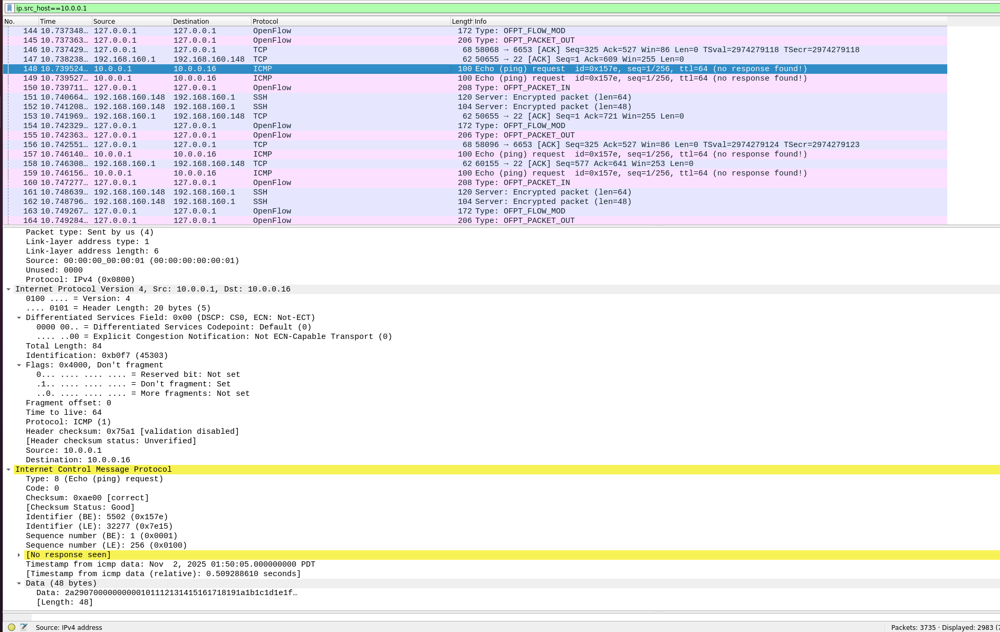 ip.src_host==10.0.0.1
No. Time Source Destination Protocol Length Info
144 10.737348… 127.0.0.1 127.0.0.1 OpenFlow 172 Type: OFPT_FLOW_MOD
145 10.737363… 127.0.0.1 127.0.0.1 OpenFlow 206 Type: OFPT_PACKET_OUT
146 10.737429… 127.0.0.1 127.0.0.1 TCP 68 58068 → 6653 [ACK] Seq=325 Ack=527 Win=86 Len=0 TSval=2974279118 TSecr=2974279118
147 10.738238… 192.168.160.1 192.168.160.148 TCP 62 50655 → 22 [ACK] Seq=1 Ack=609 Win=255 Len=0
148 10.739524… 10.0.0.1 10.0.0.16 ICMP 100 Echo (ping) request id=0x157e, seq=1/256, ttl=64 (no response found!)
149 10.739527… 10.0.0.1 10.0.0.16 ICMP 100 Echo (ping) request id=0x157e, seq=1/256, ttl=64 (no response found!)
150 10.739711… 127.0.0.1 127.0.0.1 OpenFlow 208 Type: OFPT_PACKET_IN
151 10.740664… 192.168.160.148 192.168.160.1 SSH 120 Server: Encrypted packet (len=64)
152 10.741208… 192.168.160.148 192.168.160.1 SSH 104 Server: Encrypted packet (len=48)
153 10.741969… 192.168.160.1 192.168.160.148 TCP 62 50655 → 22 [ACK] Seq=1 Ack=721 Win=255 Len=0
154 10.742329… 127.0.0.1 127.0.0.1 OpenFlow 172 Type: OFPT_FLOW_MOD
155 10.742363… 127.0.0.1 127.0.0.1 OpenFlow 206 Type: OFPT_PACKET_OUT
156 10.742551… 127.0.0.1 127.0.0.1 TCP 68 58096 → 6653 [ACK] Seq=325 Ack=527 Win=86 Len=0 TSval=2974279124 TSecr=2974279123
157 10.746140… 10.0.0.1 10.0.0.16 ICMP 100 Echo (ping) request id=0x157e, seq=1/256, ttl=64 (no response found!)
158 10.746308… 192.168.160.1 192.168.160.148 TCP 62 60155 → 22 [ACK] Seq=577 Ack=641 Win=253 Len=0
159 10.746156… 10.0.0.1 10.0.0.16 ICMP 100 Echo (ping) request id=0x157e, seq=1/256, ttl=64 (no response found!)
160 10.747277… 127.0.0.1 127.0.0.1 OpenFlow 208 Type: OFPT_PACKET_IN
161 10.748639… 192.168.160.148 192.168.160.1 SSH 120 Server: Encrypted packet (len=64)
162 10.748796… 192.168.160.148 192.168.160.1 SSH 104 Server: Encrypted packet (len=48)
163 10.749267… 127.0.0.1 127.0.0.1 OpenFlow 172 Type: OFPT_FLOW_MOD
164 10.749284… 127.0.0.1 127.0.0.1 OpenFlow 206 Type: OFPT_PACKET_OUT
Packet type: Sent by us (4)
Link-layer address type: 1
Link-layer address length: 6
Source: 00:00:00_00:00:01 (00:00:00:00:00:01)
Unused: 0000
Protocol: IPv4 (0x0800)
Internet Protocol Version 4, Src: 10.0.0.1, Dst: 10.0.0.16
0100 .... = Version: 4
.... 0101 = Header Length: 20 bytes (5)
Differentiated Services Field: 0x00 (DSCP: CS0, ECN: Not-ECT)
0000 00.. = Differentiated Services Codepoint: Default (0)
.... ..00 = Explicit Congestion Notification: Not ECN-Capable Transport (0)
Total Length: 84
Identification: 0xb0f7 (45303)
Flags: 0x4000, Don't fragment
0... .... .... .... = Reserved bit: Not set
.1.. .... .... .... = Don't fragment: Set
..0. .... .... .... = More fragments: Not set
Fragment offset: 0
Time to live: 64
Protocol: ICMP (1)
Header checksum: 0x75a1 [validation disabled]
[Header checksum status: Unverified]
Source: 10.0.0.1
Destination: 10.0.0.16
Internet Control Message Protocol
Type: 8 (Echo (ping) request)
Code: 0
Checksum: 0xae00 [correct]
[Checksum Status: Good]
Identifier (BE): 5502 (0x157e)
Identifier (LE): 32277 (0x7e15)
Sequence number (BE): 1 (0x0001)
Sequence number (LE): 256 (0x0100)
[No response seen]
Timestamp from icmp data: Nov  2, 2025 01:50:05.000000000 PDT
[Timestamp from icmp data (relative): 0.509288610 seconds]
Data (48 bytes)
Data: 2a29070000000000101112131415161718191a1b1c1d1e1f…
[Length: 48]
Source: IPv4 address
Packets: 3735 · Displayed: 2983 (7